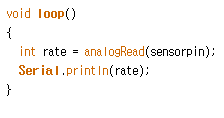 void loop()
{
int rate = analogRead(sensorpin);
Serial.println(rate);
}